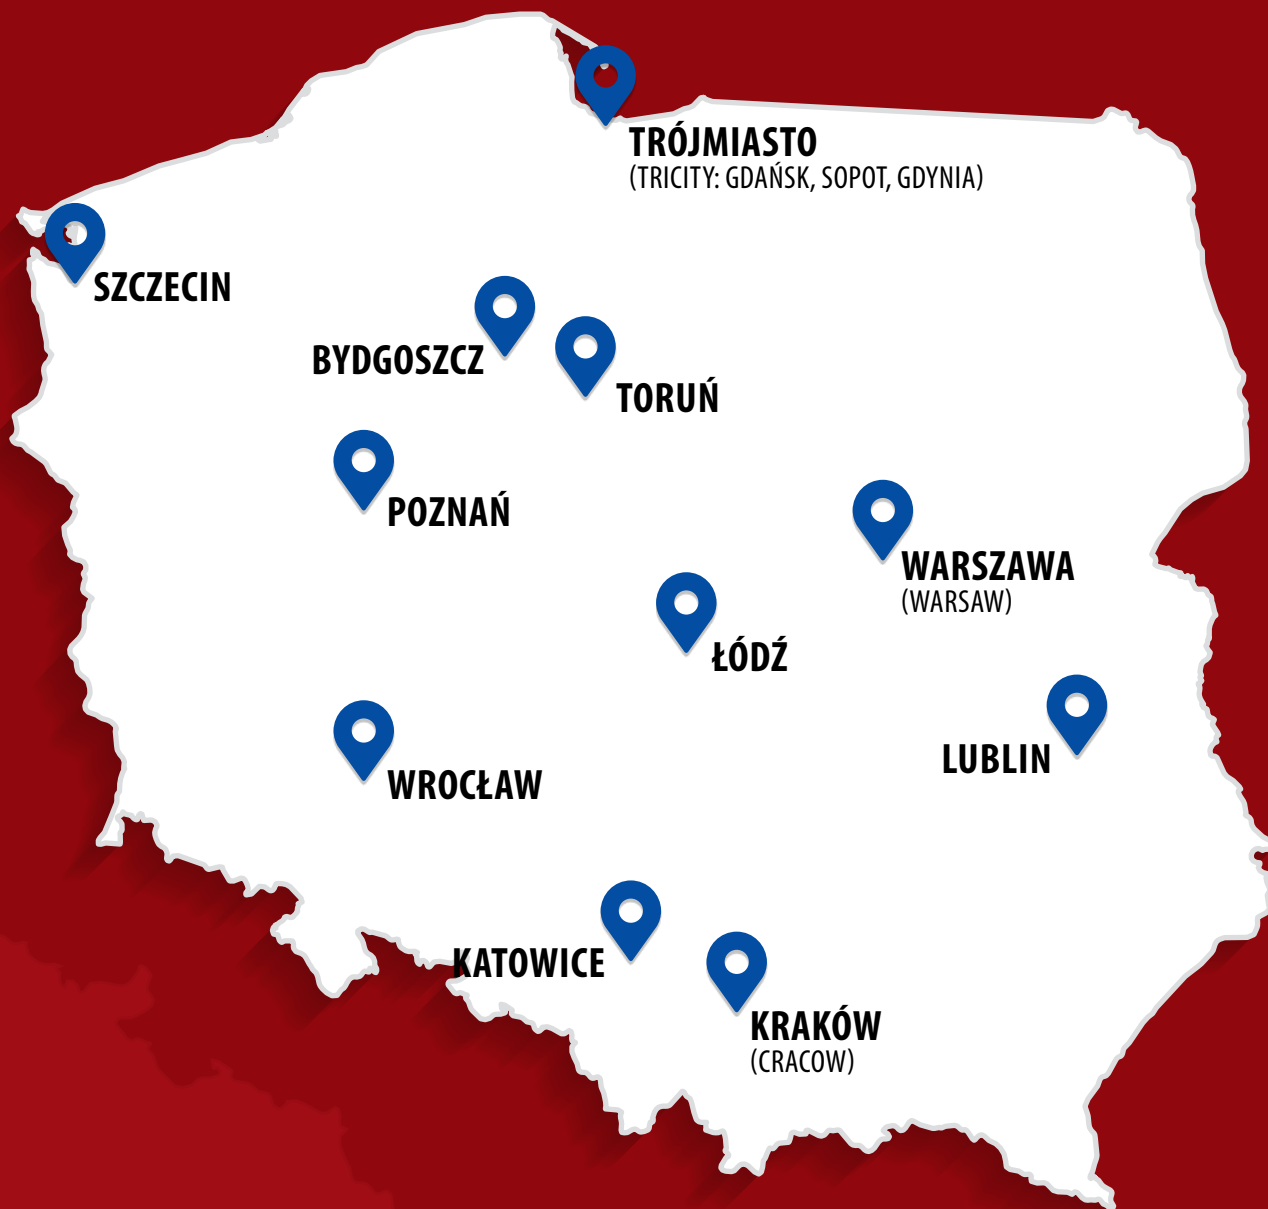 TRÓJMIASTO
(TRICITY: GDAŃSK, SOPOT, GDYNIA)
SZCZECIN
BYDGOSZCZ
TORUŃ
POZNAŃ
WARSZAWA
(WARSAW)
ŁÓDŹ
LUBLIN
WROCŁAW
KATOWICE
KRAKÓW
(CRACOW)